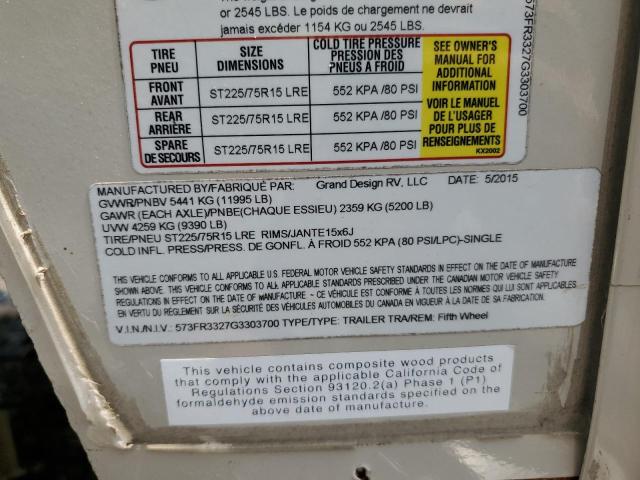 or 2545 LBS. Le poids de chargement ne devrait
jamais excéder 1154 KG ou 2545 LBS.
TIRE PNEU SIZE DIMENSIONS COLD TIRE PRESSURE PRESSION DES PNEUS A FROID
FRONT AVANT ST225/75R15 LRE 552 KPA /80 PSI
REAR ARRIÈRE ST225/75R15 LRE 552 KPA /80 PSI
SPARE DE SECOURS ST225/75R15 LRE 552 KPA /80 PSI
SEE OWNER'S
MANUAL FOR
ADDITIONAL
INFORMATION
VOIR LE MANUEL
DE L'USAGER
POUR PLUS DE
RENSEIGNEMENTS
KX2002
573FR3327G3303700
MANUFACTURED BY/FABRIQUÉ PAR: Grand Design RV, LLC DATE: 5/2015
GVWR/PNBV 5441 KG (11995 LB)
GAWR (EACH AXLE)/PNBE(CHAQUE ESSIEU) 2359 KG (5200 LB)
UVW 4259 KG (9390 LB)
TIRE/PNEU ST225/75R15 LRE RIMS/JANTE15x6J
COLD INFL. PRESS/PRESS. DE GONFL. À FROID 552 KPA (80 PSI/LPC)-SINGLE
THIS VEHICLE CONFORMS TO ALL APPLICABLE U.S. FEDERAL MOTOR VEHICLE SAFETY STANDARDS IN EFFECT ON THE DATE OF
MANUFACTURE SHOWN ABOVE. / THIS VEHICLE CONFORMS TO ALL APPLICABLE STANDARDS PRESCRIBED UNDER THE CANADIAN MOTOR VEHICLE SAFETY
REGULATIONS IN EFFECT ON THE DATE OF MANUFACTURE. / CE VÉHICULE EST CONFORME À TOUTES LES NORMES QUI LUI SONT APPLICABLES EN VERTU DU
RÈGLEMENT SUR LA SÉCURITÉ DES VÉHICULES AUTOMOBILES DU CANADA EN VIGUEUR À LA DATE DE SA FABRICATION.
V.I.N./N.I.V.: 573FR3327G3303700 TYPE/TYPE: TRAILER TRA/REM: Fifth Wheel
This vehicle contains composite wood products
that comply with the applicable California Code of
Regulations Section 93120.2(a) Phase 1 (P1)
formaldehyde emission standards specified on the
above date of manufacture.